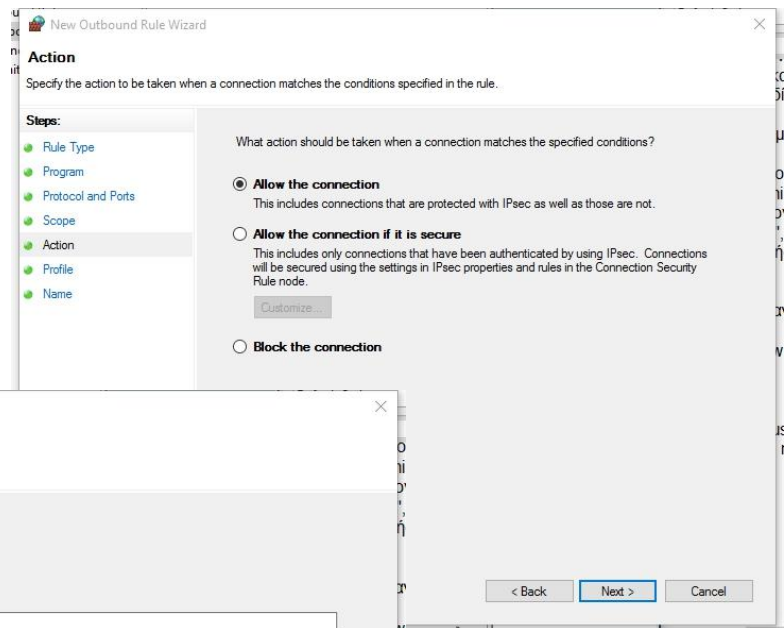 New Outbound Rule Wizard
Action
Specify the action to be taken when a connection matches the conditions specified in the rule.
Steps:
Rule Type
Program
Protocol and Ports
Scope
Action
Profile
Name
What action should be taken when a connection matches the specified conditions?
Allow the connection
This includes connections that are protected with IPsec as well as those are not.
Allow the connection if it is secure
This includes only connections that have been authenticated by using IPsec. Connections
will be secured using the settings in IPsec properties and rules in the Connection Security
Rule node.
Customize...
Block the connection
< Back
Next >
Cancel